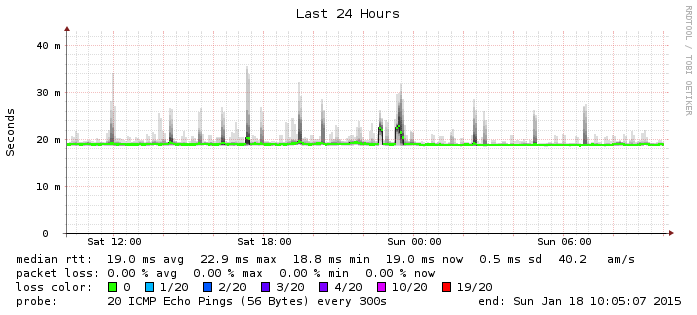 Last 24 Hours
RRDTOOL / TOBI OETIKER
Seconds
40 m
30 m
20 m
10 m
0
Sat 12:00 Sat 18:00 Sun 00:00 Sun 06:00
median rtt: 19.0 ms avg 22.9 ms max 18.8 ms min 19.0 ms now 0.5 ms sd 40.2 am/s
packet loss: 0.00 % avg 0.00 % max 0.00 % min 0.00 % now
loss color: 0 1/20 2/20 3/20 4/20 10/20 19/20
probe: 20 ICMP Echo Pings (56 Bytes) every 300s end: Sun Jan 18 10:05:07 2015